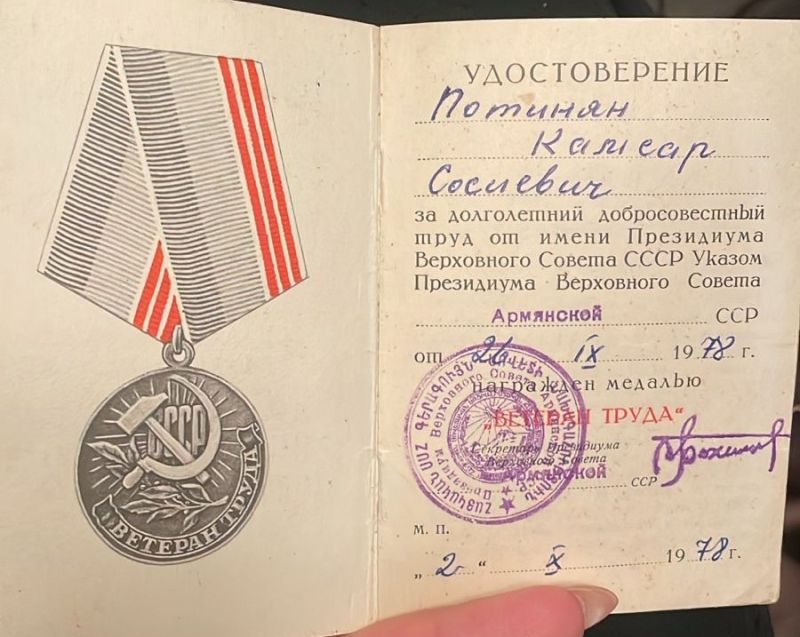 СССР
„ВЕТЕРАН ТРУДА“
УДОСТОВЕРЕНИЕ
Потинян
Камсар
Сосиевич
за долголетний добросовестный
труд от имени Президиума
Верховного Совета СССР Указом
Президиума Верховного Совета
Армянской ССР
от „26“ IX 1978 г.
награжден медалью
„ВЕТЕРАН ТРУДА“
Секретарь Президиума
Верховного Совета
Армянской ССР
М. П.
„2“ X 1978 г.